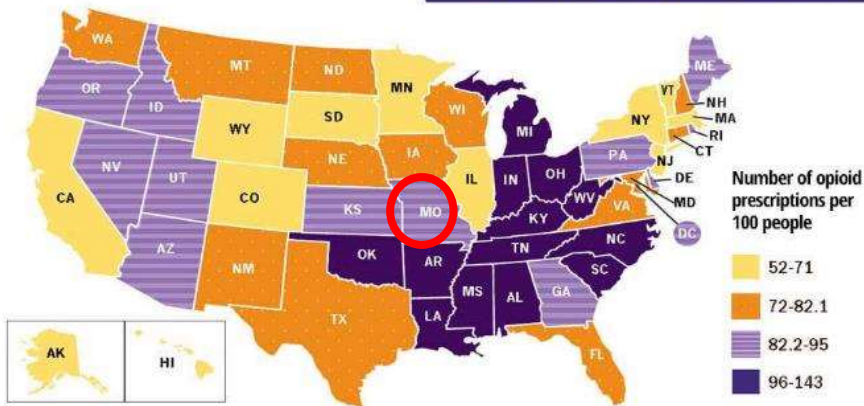 WA
MT
ND
MN
OR
ID
WY
SD
WI
MI
NY
VT
ME
NH
MA
RI
CT
NJ
PA
DE
MD
DC
NV
UT
CO
NE
IA
IL
IN
OH
WV
VA
CA
AZ
NM
KS
MO
KY
TN
NC
SC
OK
AR
MS
AL
GA
LA
TX
FL
AK
HI
Number of opioid
prescriptions per
100 people
52-71
72-82.1
82.2-95
96-143